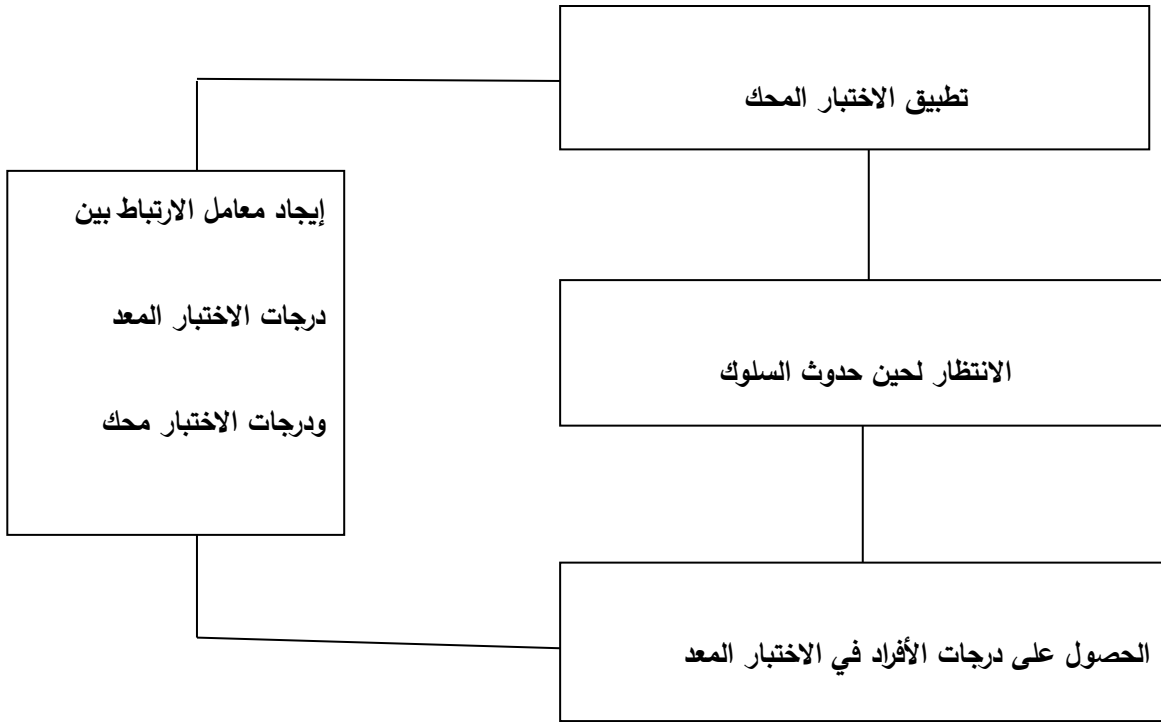 تطبيق الاختبار المحك
إيجاد معامل الارتباط بين
درجات الاختبار المعد
ودرجات الاختبار محك
الانتظار لحين حدوث السلوك
الحصول على درجات الأفراد في الاختبار المعد